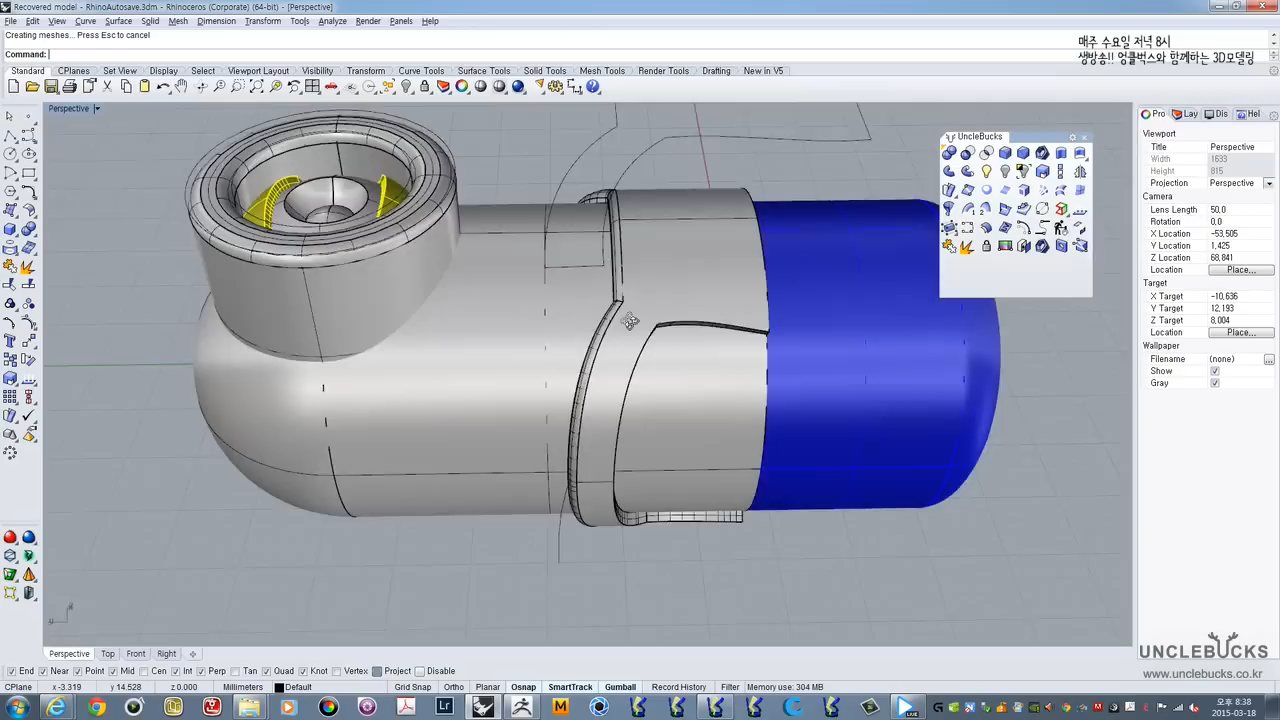 Recovered model - RhinoAutosave.3dm - Rhinoceros (Corporate) (64-bit) - [Perspective]
File Edit View Curve Surface Solid Mesh Dimension Transform Tools Analyze Render Panels Help
Creating meshes... Press Esc to cancel
매주 수요일 저녁 8시
Command:
생방송!! 엉클벅스와 함께하는 3D모델링
Standard CPlanes Set View Display Select Viewport Layout Visibility Transform Curve Tools Surface Tools Solid Tools Mesh Tools Render Tools Drafting New in V5
Perspective
Pro Lay Dis Hel
UncleBucks
Viewport
Title Perspective
Width 1633
Height 815
Projection Perspective
Camera
Lens Length 50,0
Rotation 0,0
X Location -53,505
Y Location 1,425
Z Location 68,841
Location Place...
Target
X Target -10,636
Y Target 12,193
Z Target 8,004
Location Place...
Wallpaper
Filename (none) ...
Show
Gray
Perspective Top Front Right
UNCLEBUCKS
www.unclebucks.co.kr
End Near Point Mid Cen Int Perp Tan Quad Knot Vertex Project Disable
CPlane x -3.319 y 14.528 z 0.000 Millimeters Default Grid Snap Ortho Planar Osnap SmartTrack Gumball Record History Filter Memory use: 304 MB
LIVE
오후 8:38
2015-03-18